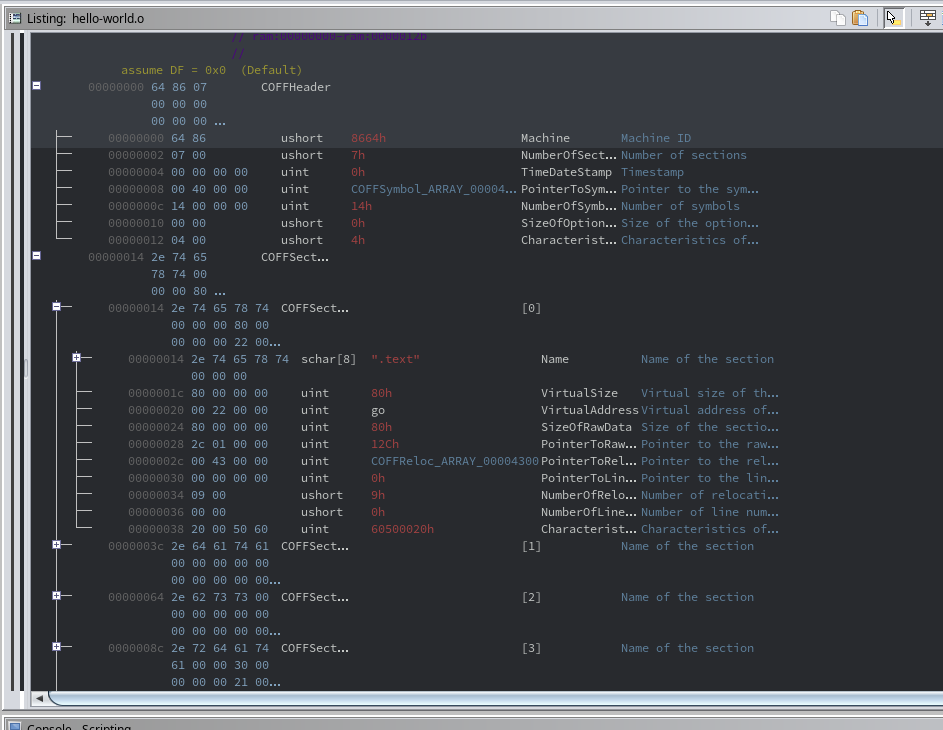 Listing: hello-world.o
// ram:00000000-ram:0000012b
//
assume DF = 0x0 (Default)
00000000 64 86 07 COFFHeader
00 00 00
00 00 00 ...
00000000 64 86 ushort 8664h Machine Machine ID
00000002 07 00 ushort 7h NumberOfSect... Number of sections
00000004 00 00 00 00 uint 0h TimeDateStamp Timestamp
00000008 00 40 00 00 uint COFFSymbol_ARRAY_00004... PointerToSym... Pointer to the sym...
0000000c 14 00 00 00 uint 14h NumberOfSymb... Number of symbols
00000010 00 00 ushort 0h SizeOfOption... Size of the option...
00000012 04 00 ushort 4h Characterist... Characteristics of...
00000014 2e 74 65 COFFSect...
78 74 00
00 00 80 ...
00000014 2e 74 65 78 74 COFFSect... [0]
00 00 00 80 00
00 00 00 22 00...
00000014 2e 74 65 78 74 schar[8] ".text" Name Name of the section
00 00 00
0000001c 80 00 00 00 uint 80h VirtualSize Virtual size of th...
00000020 00 22 00 00 uint go VirtualAddress Virtual address of...
00000024 80 00 00 00 uint 80h SizeOfRawData Size of the sectio...
00000028 2c 01 00 00 uint 12Ch PointerToRaw... Pointer to the raw...
0000002c 00 43 00 00 uint COFFReloc_ARRAY_00004300 PointerToRel... Pointer to the rel...
00000030 00 00 00 00 uint 0h PointerToLin... Pointer to the lin...
00000034 09 00 ushort 9h NumberOfRelo... Number of relocati...
00000036 00 00 ushort 0h NumberOfLine... Number of line num...
00000038 20 00 50 60 uint 60500020h Characterist... Characteristics of...
0000003c 2e 64 61 74 61 COFFSect... [1] Name of the section
00 00 00 00 00
00 00 00 00 00...
00000064 2e 62 73 73 00 COFFSect... [2] Name of the section
00 00 00 00 00
00 00 00 00 00...
0000008c 2e 72 64 61 74 COFFSect... [3] Name of the section
61 00 00 30 00
00 00 00 21 00...
Console - Scripting